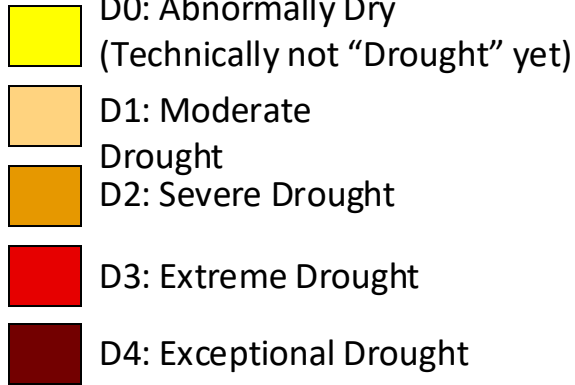 D0: Abnormally Dry
(Technically not “Drought” yet)
D1: Moderate
Drought
D2: Severe Drought
D3: Extreme Drought
D4: Exceptional Drought